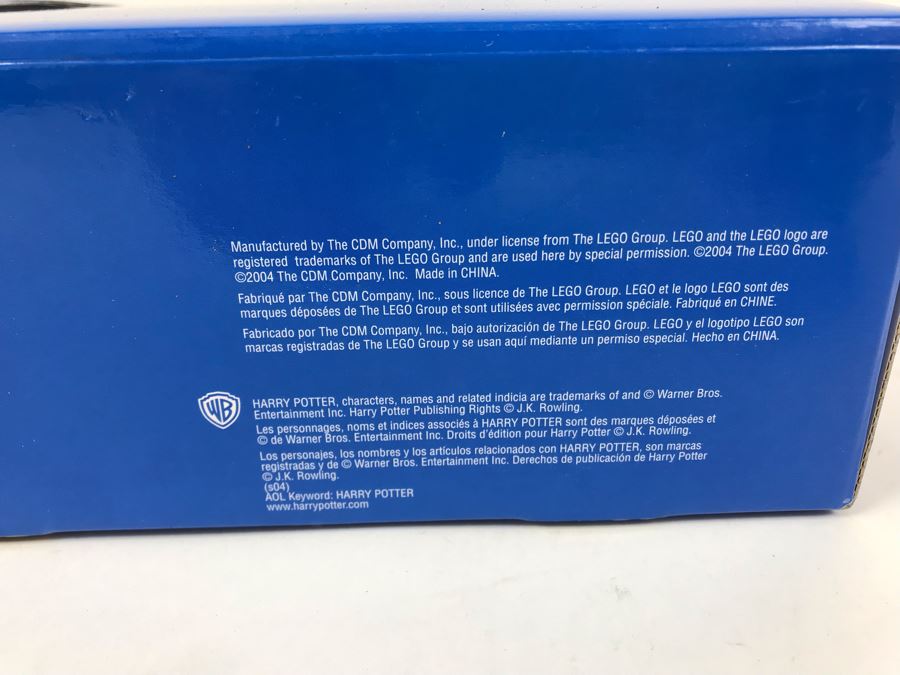 Manufactured by The CDM Company, Inc., under license from The LEGO Group. LEGO and the LEGO logo are
registered trademarks of The LEGO Group and are used here by special permission. ©2004 The LEGO Group.
©2004 The CDM Company, Inc. Made in CHINA.
Fabriqué par The CDM Company, Inc., sous licence de The LEGO Group. LEGO et le logo LEGO sont des
marques déposées de The LEGO Group et sont utilisées avec permission spéciale. Fabriqué en CHINE.
Fabricado por The CDM Company, Inc., bajo autorización de The LEGO Group. LEGO y el logotipo LEGO son
marcas registradas de The LEGO Group y se usan aquí mediante un permiso especial. Hecho en CHINA.
WB
HARRY POTTER, characters, names and related indicia are trademarks of and © Warner Bros.
Entertainment Inc. Harry Potter Publishing Rights © J.K. Rowling.
Les personnages, noms et indices associés à HARRY POTTER sont des marques déposées et
© de Warner Bros. Entertainment Inc. Droits d'édition pour Harry Potter © J.K. Rowling.
Los personajes, los nombres y los artículos relacionados con HARRY POTTER, son marcas
registradas y de © Warner Bros. Entertainment Inc. Derechos de publicación de Harry Potter
© J.K. Rowling.
(s04)
AOL Keyword: HARRY POTTER
www.harrypotter.com